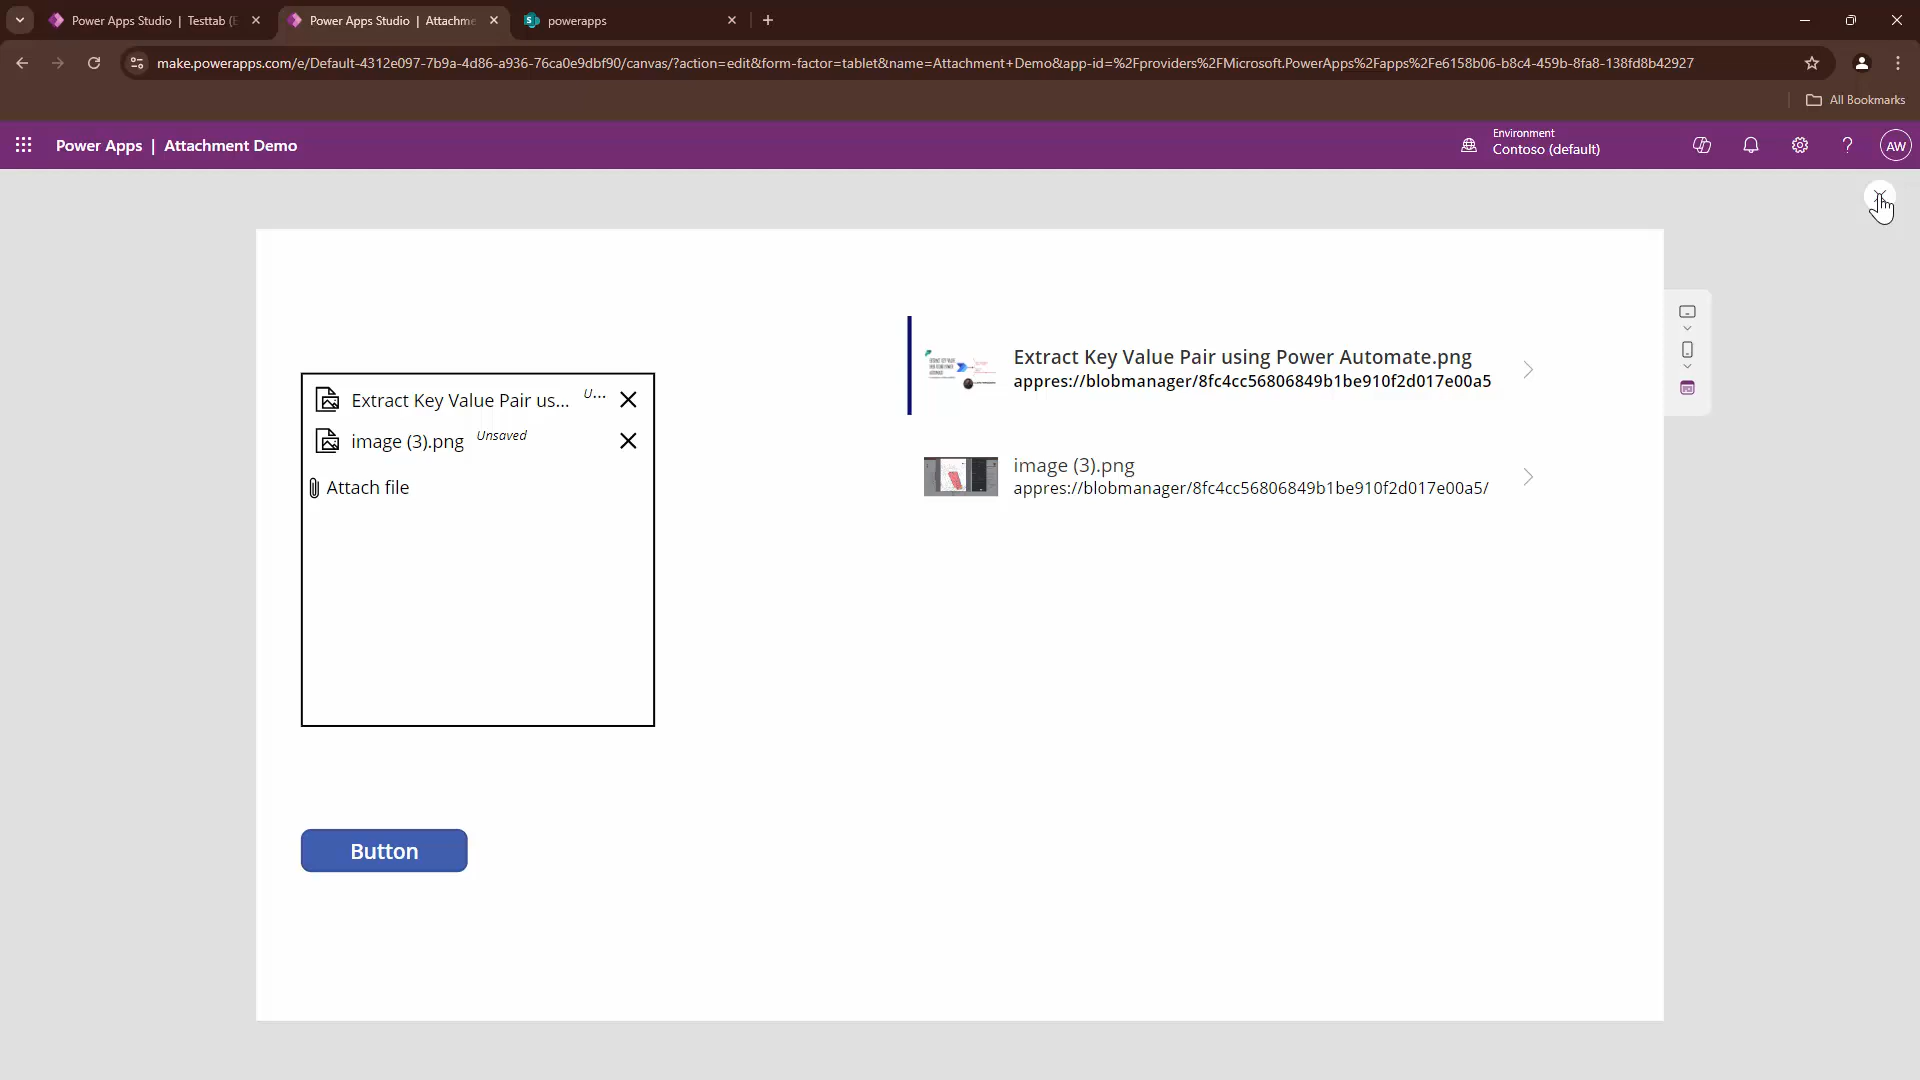 Power Apps Studio | Testtab (E
Power Apps Studio | Attachme
powerapps
make.powerapps.com/e/Default-4312e097-7b9a-4d86-a936-76ca0e9dbf90/canvas/?action=edit&form-factor=tablet&name=Attachment+Demo&app-id=%2Fproviders%2FMicrosoft.PowerApps%2Fapps%2Fe6158b06-b8c4-459b-8fa8-138fd8b42927
All Bookmarks
Power Apps | Attachment Demo
Environment
Contoso (default)
AW
Extract Key Value Pair us... U...
image (3).png Unsaved
Attach file
Button
Extract Key Value Pair using Power Automate.png
appres://blobmanager/8fc4cc56806849b1be910f2d017e00a5
image (3).png
appres://blobmanager/8fc4cc56806849b1be910f2d017e00a5/